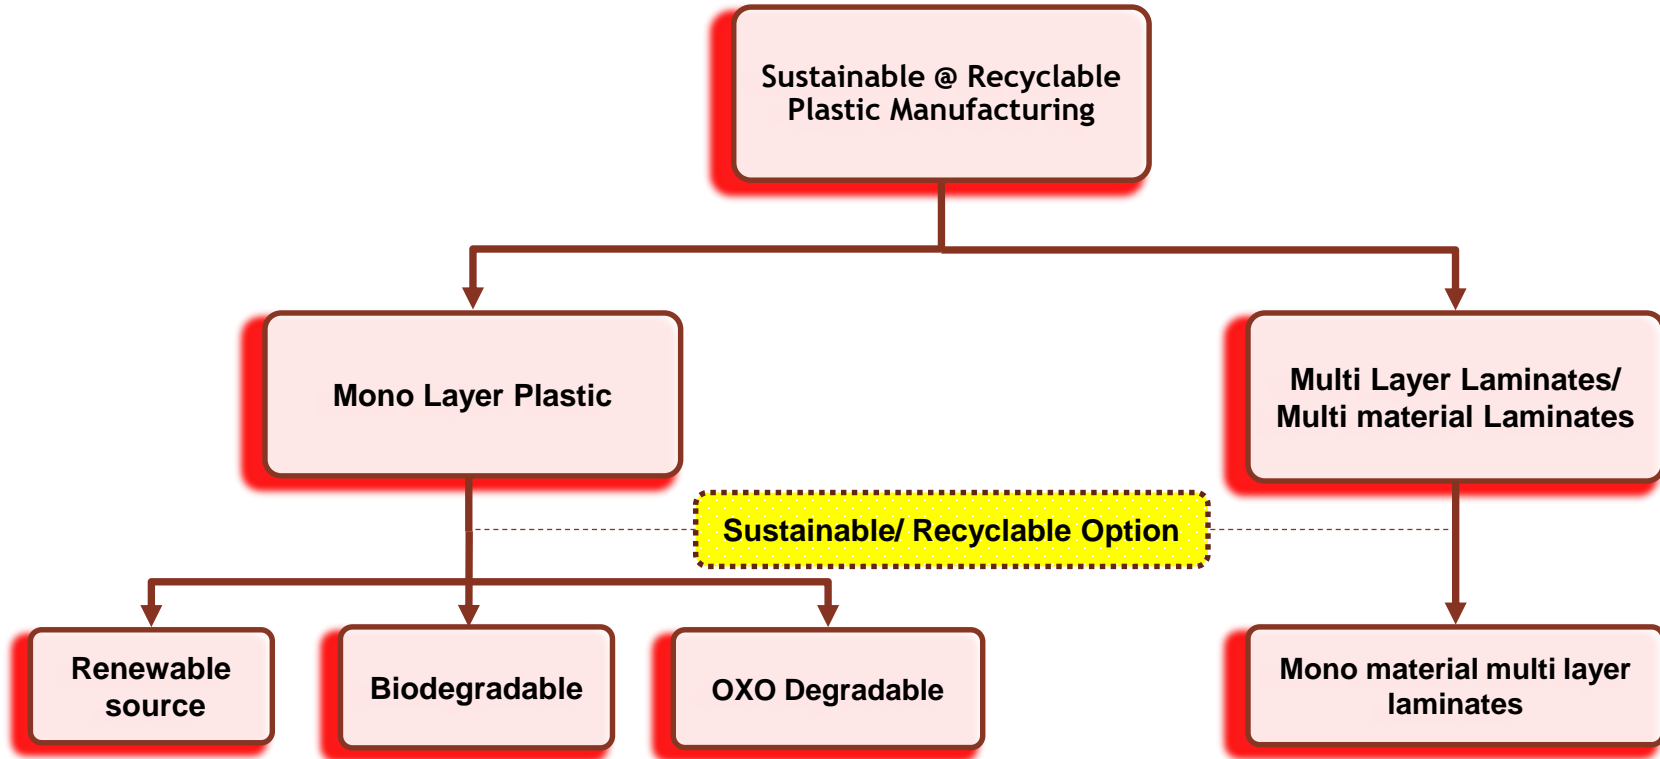 Sustainable @ Recyclable
Plastic Manufacturing
Mono Layer Plastic
Multi Layer Laminates/
Multi material Laminates
Sustainable/ Recyclable Option
Renewable
source
Biodegradable
OXO Degradable
Mono material multi layer
laminates